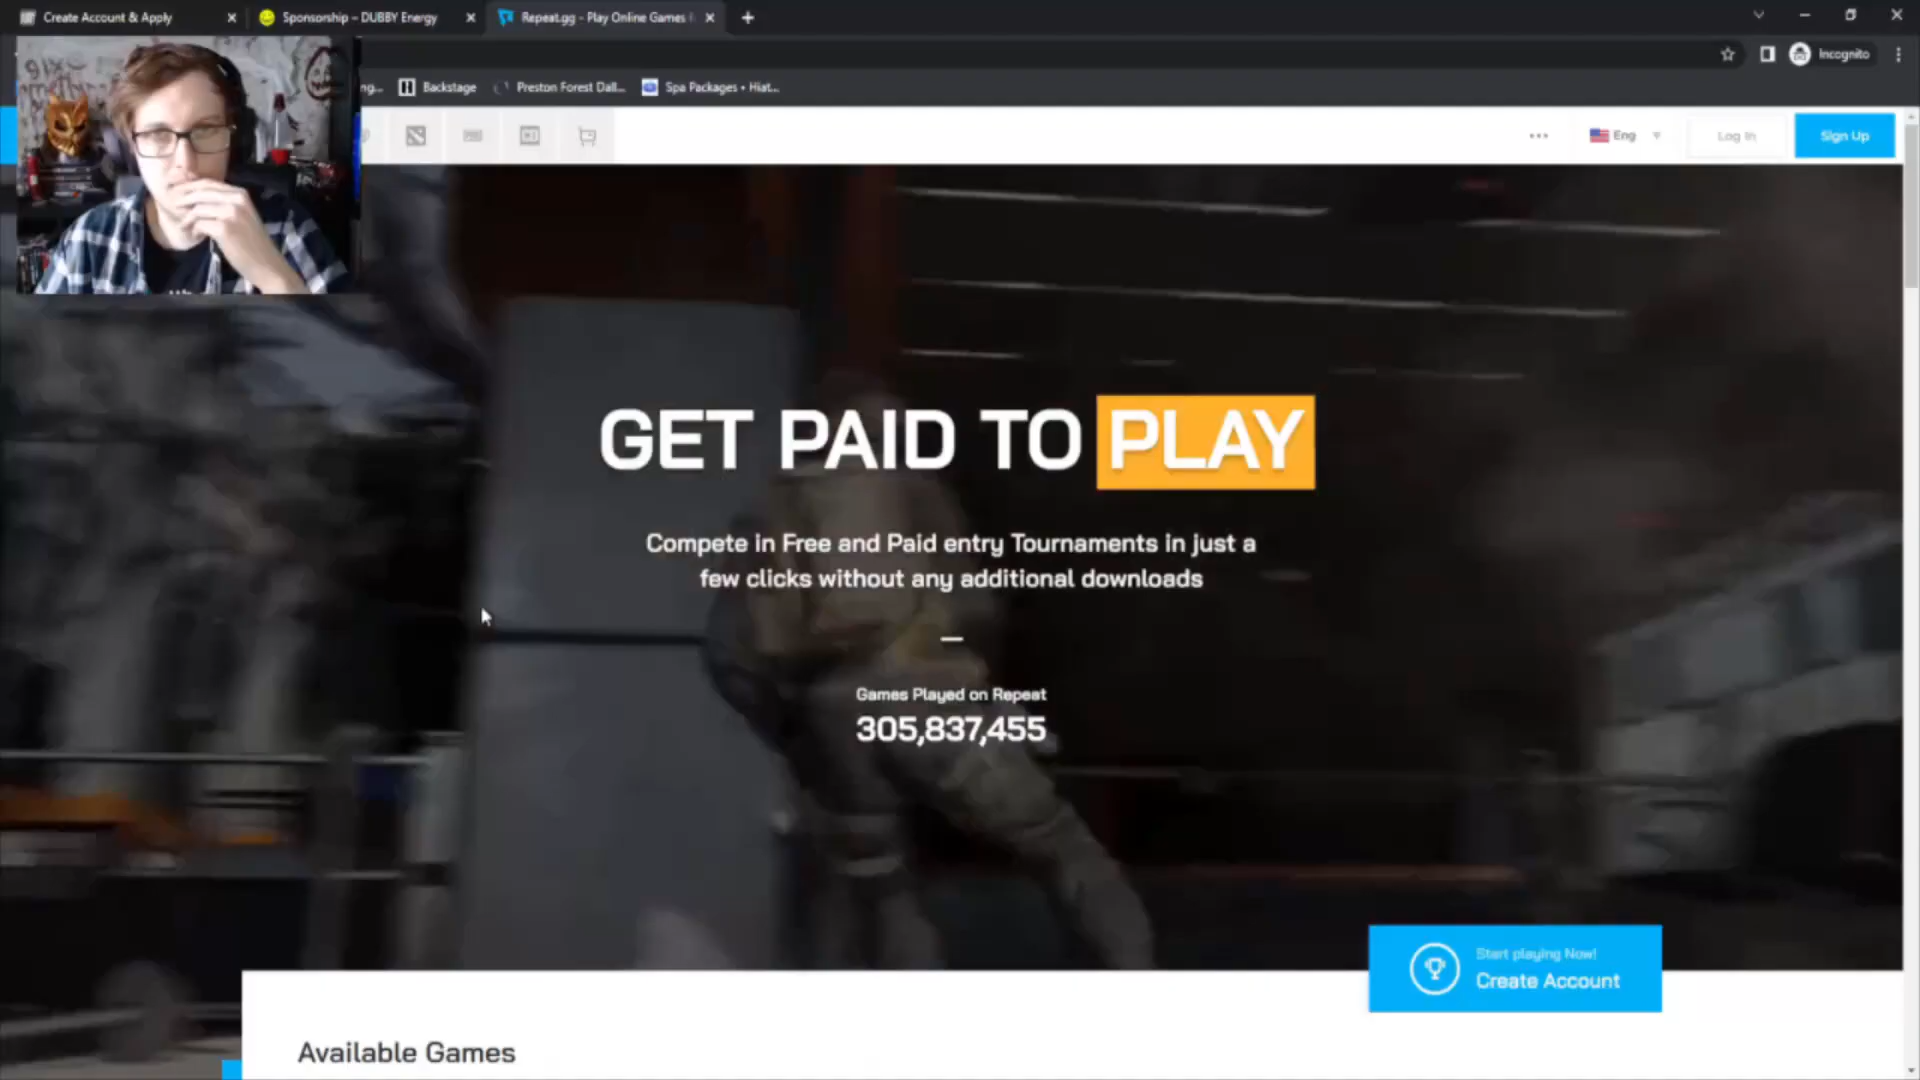 Create Account & Apply
Sponsorship – DUBBY Energy
Repeat.gg - Play Online Games
Incognito
ng...
Backstage
Preston Forest Dall...
Spa Packages • Hiat...
Eng
Log In
Sign Up
GET PAID TO PLAY
Compete in Free and Paid entry Tournaments in just a
few clicks without any additional downloads
Games Played on Repeat
305,837,455
Start playing Now!
Create Account
Available Games